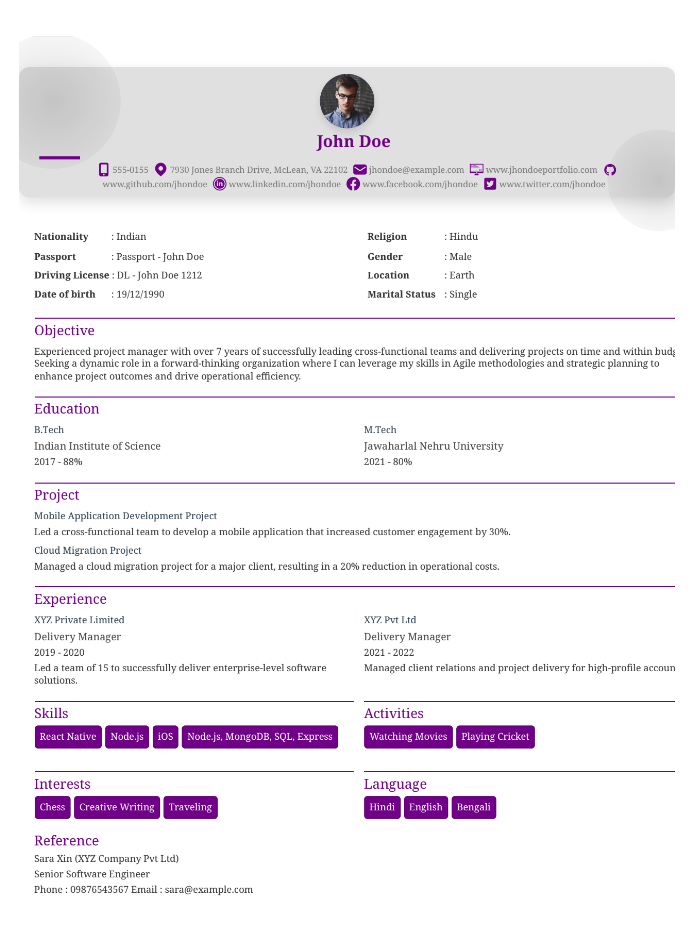 John Doe
555-0155 7930 Jones Branch Drive, McLean, VA 22102 jhondoe@example.com www.jhondoeportfolio.com
www.github.com/jhondoe www.linkedin.com/jhondoe www.facebook.com/jhondoe www.twitter.com/jhondoe
Nationality : Indian
Religion : Hindu
Passport : Passport - John Doe
Gender : Male
Driving License : DL - John Doe 1212
Location : Earth
Date of birth : 19/12/1990
Marital Status : Single
Objective
Experienced project manager with over 7 years of successfully leading cross-functional teams and delivering projects on time and within budg
Seeking a dynamic role in a forward-thinking organization where I can leverage my skills in Agile methodologies and strategic planning to
enhance project outcomes and drive operational efficiency.
Education
B.Tech
Indian Institute of Science
2017 - 88%
M.Tech
Jawaharlal Nehru University
2021 - 80%
Project
Mobile Application Development Project
Led a cross-functional team to develop a mobile application that increased customer engagement by 30%.
Cloud Migration Project
Managed a cloud migration project for a major client, resulting in a 20% reduction in operational costs.
Experience
XYZ Private Limited
Delivery Manager
2019 - 2020
Led a team of 15 to successfully deliver enterprise-level software
solutions.
XYZ Pvt Ltd
Delivery Manager
2021 - 2022
Managed client relations and project delivery for high-profile accoun
Skills
React Native Node.js iOS Node.js, MongoDB, SQL, Express
Activities
Watching Movies Playing Cricket
Interests
Chess Creative Writing Traveling
Language
Hindi English Bengali
Reference
Sara Xin (XYZ Company Pvt Ltd)
Senior Software Engineer
Phone : 09876543567 Email : sara@example.com